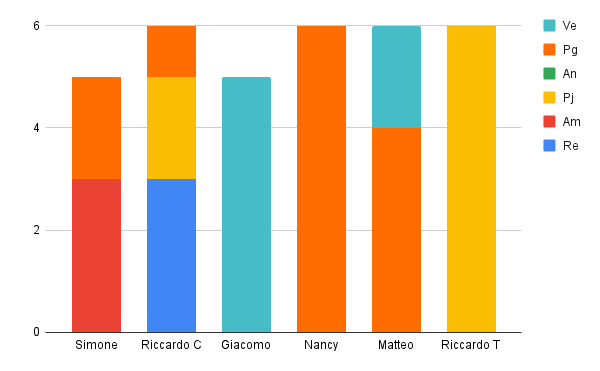 6
4
2
0
Simone
Riccardo C
Giacomo
Nancy
Matteo
Riccardo T
Ve
Pg
An
Pj
Am
Re